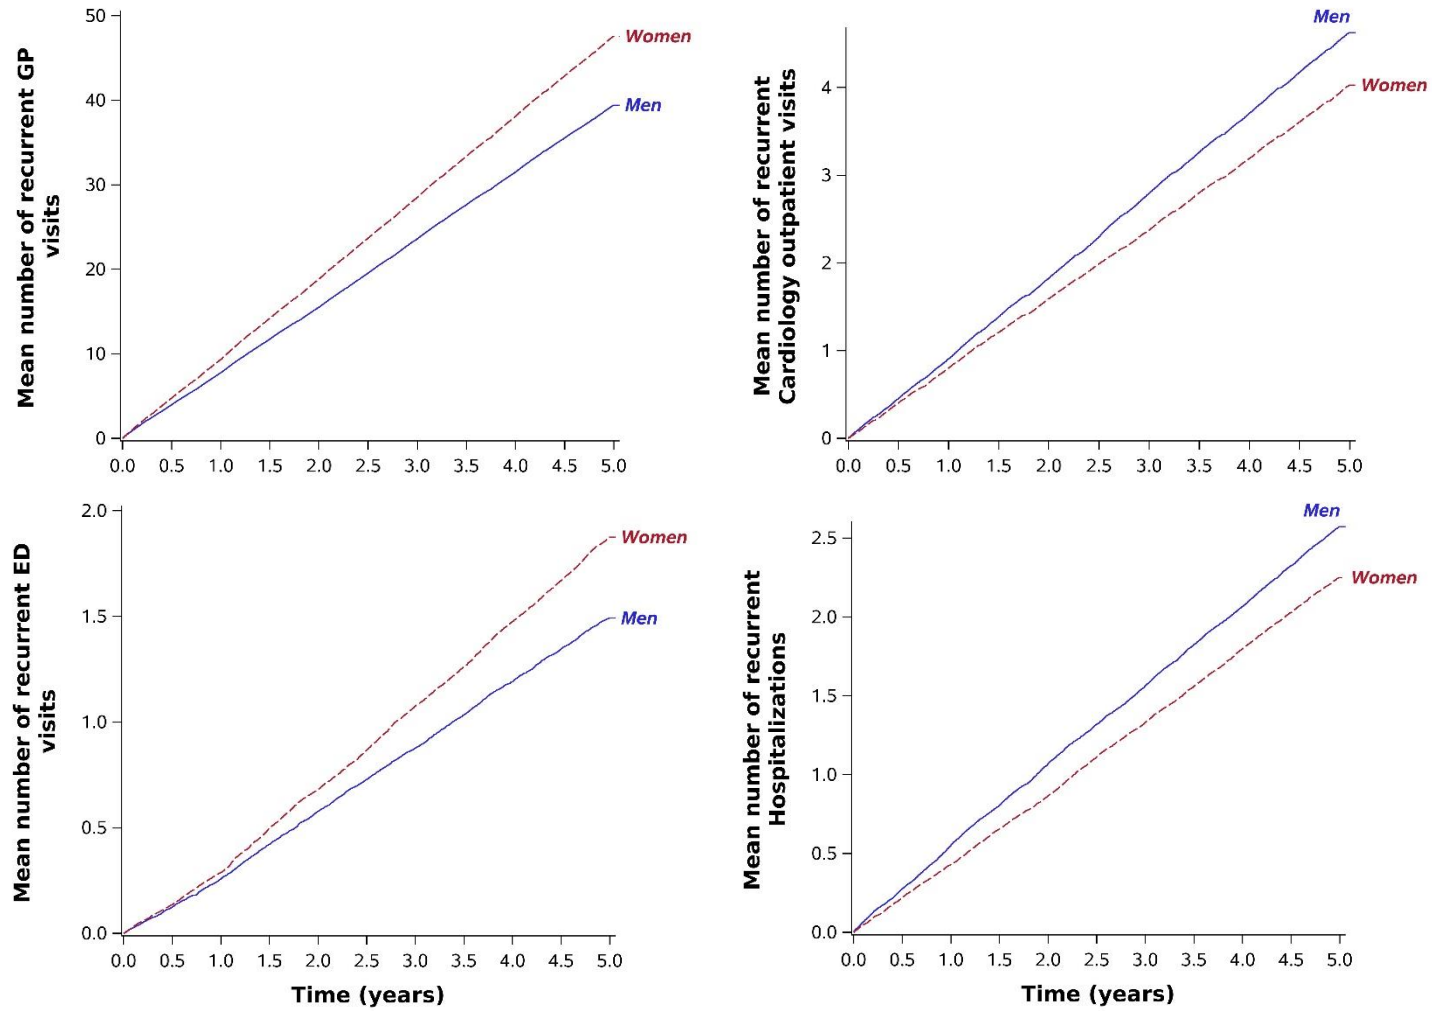 Mean number of recurrent GP
visits
50
40
30
20
10
0
0.0 0.5 1.0 1.5 2.0 2.5 3.0 3.5 4.0 4.5 5.0
Women
Men
Mean number of recurrent
Cardiology outpatient visits
4
3
2
1
0
0.0 0.5 1.0 1.5 2.0 2.5 3.0 3.5 4.0 4.5 5.0
Men
Women
Mean number of recurrent ED
visits
2.0
1.5
1.0
0.5
0.0
0.0 0.5 1.0 1.5 2.0 2.5 3.0 3.5 4.0 4.5 5.0
Women
Men
Time (years)
Mean number of recurrent
Hospitalizations
2.5
2.0
1.5
1.0
0.5
0.0
0.0 0.5 1.0 1.5 2.0 2.5 3.0 3.5 4.0 4.5 5.0
Men
Women
Time (years)